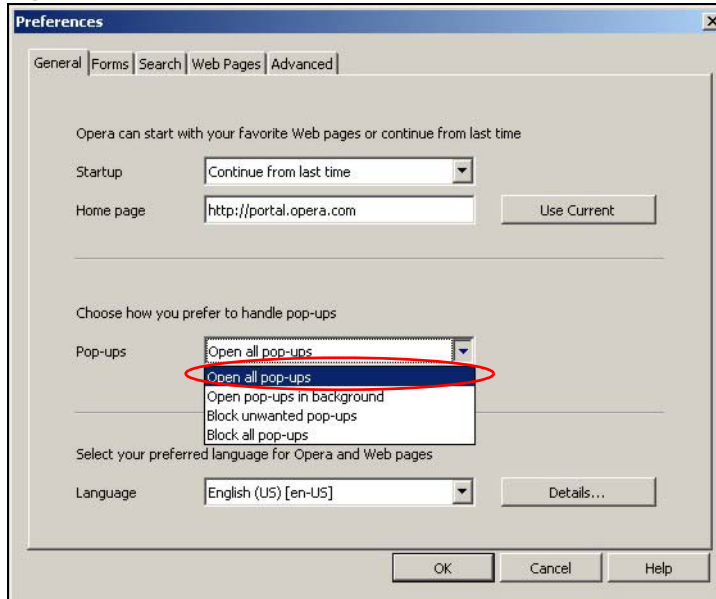 Preferences
General Forms Search Web Pages Advanced
Opera can start with your favorite Web pages or continue from last time
Startup Continue from last time
Home page http://portal.opera.com Use Current
Choose how you prefer to handle pop-ups
Pop-ups Open all pop-ups
Open all pop-ups
Open pop-ups in background
Block unwanted pop-ups
Block all pop-ups
Select your preferred language for Opera and Web pages
Language English (US) [en-US] Details...
OK Cancel Help